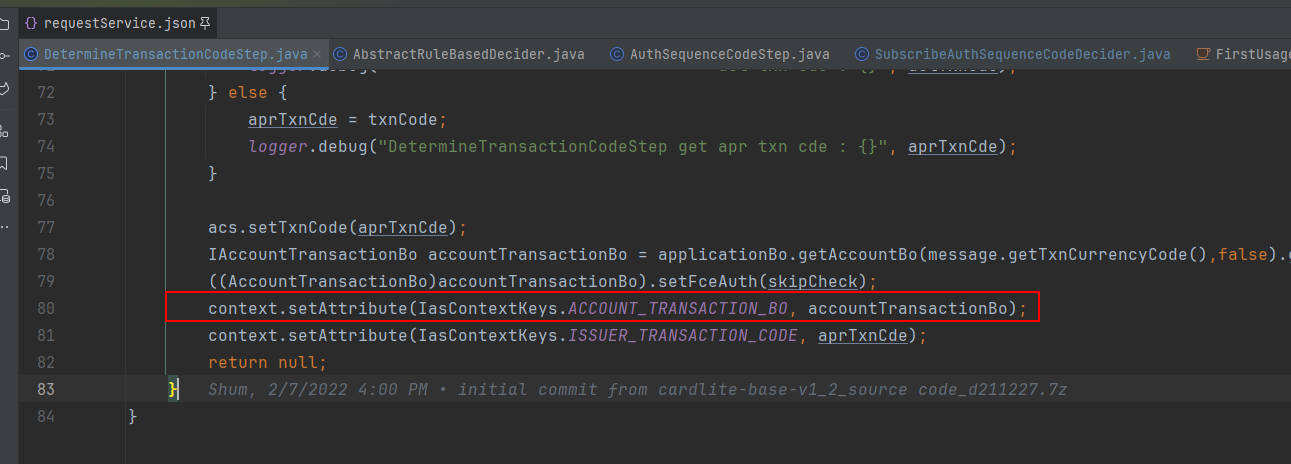 requestService.json
DetermineTransactionCodeStep.java
AbstractRuleBasedDecider.java
AuthSequenceCodeStep.java
SubscribeAuthSequenceCodeDecider.java
FirstUsage
72 } else {
73 aprTxnCde = txnCode;
74 logger.debug("DetermineTransactionCodeStep get apr txn cde : {}", aprTxnCde);
75 }
76
77 acs.setTxnCode(aprTxnCde);
78 IAccountTransactionBo accountTransactionBo = applicationBo.getAccountBo(message.getTxnCurrencyCode(),false).
79 ((AccountTransactionBo)accountTransactionBo).setFceAuth(skipCheck);
80 context.setAttribute(IasContextKeys.ACCOUNT_TRANSACTION_BO, accountTransactionBo);
81 context.setAttribute(IasContextKeys.ISSUER_TRANSACTION_CODE, aprTxnCde);
82 return null;
83 } Shum, 2/7/2022 4:00 PM • initial commit from cardlite-base-v1_2_source code_d211227.7z
84 }